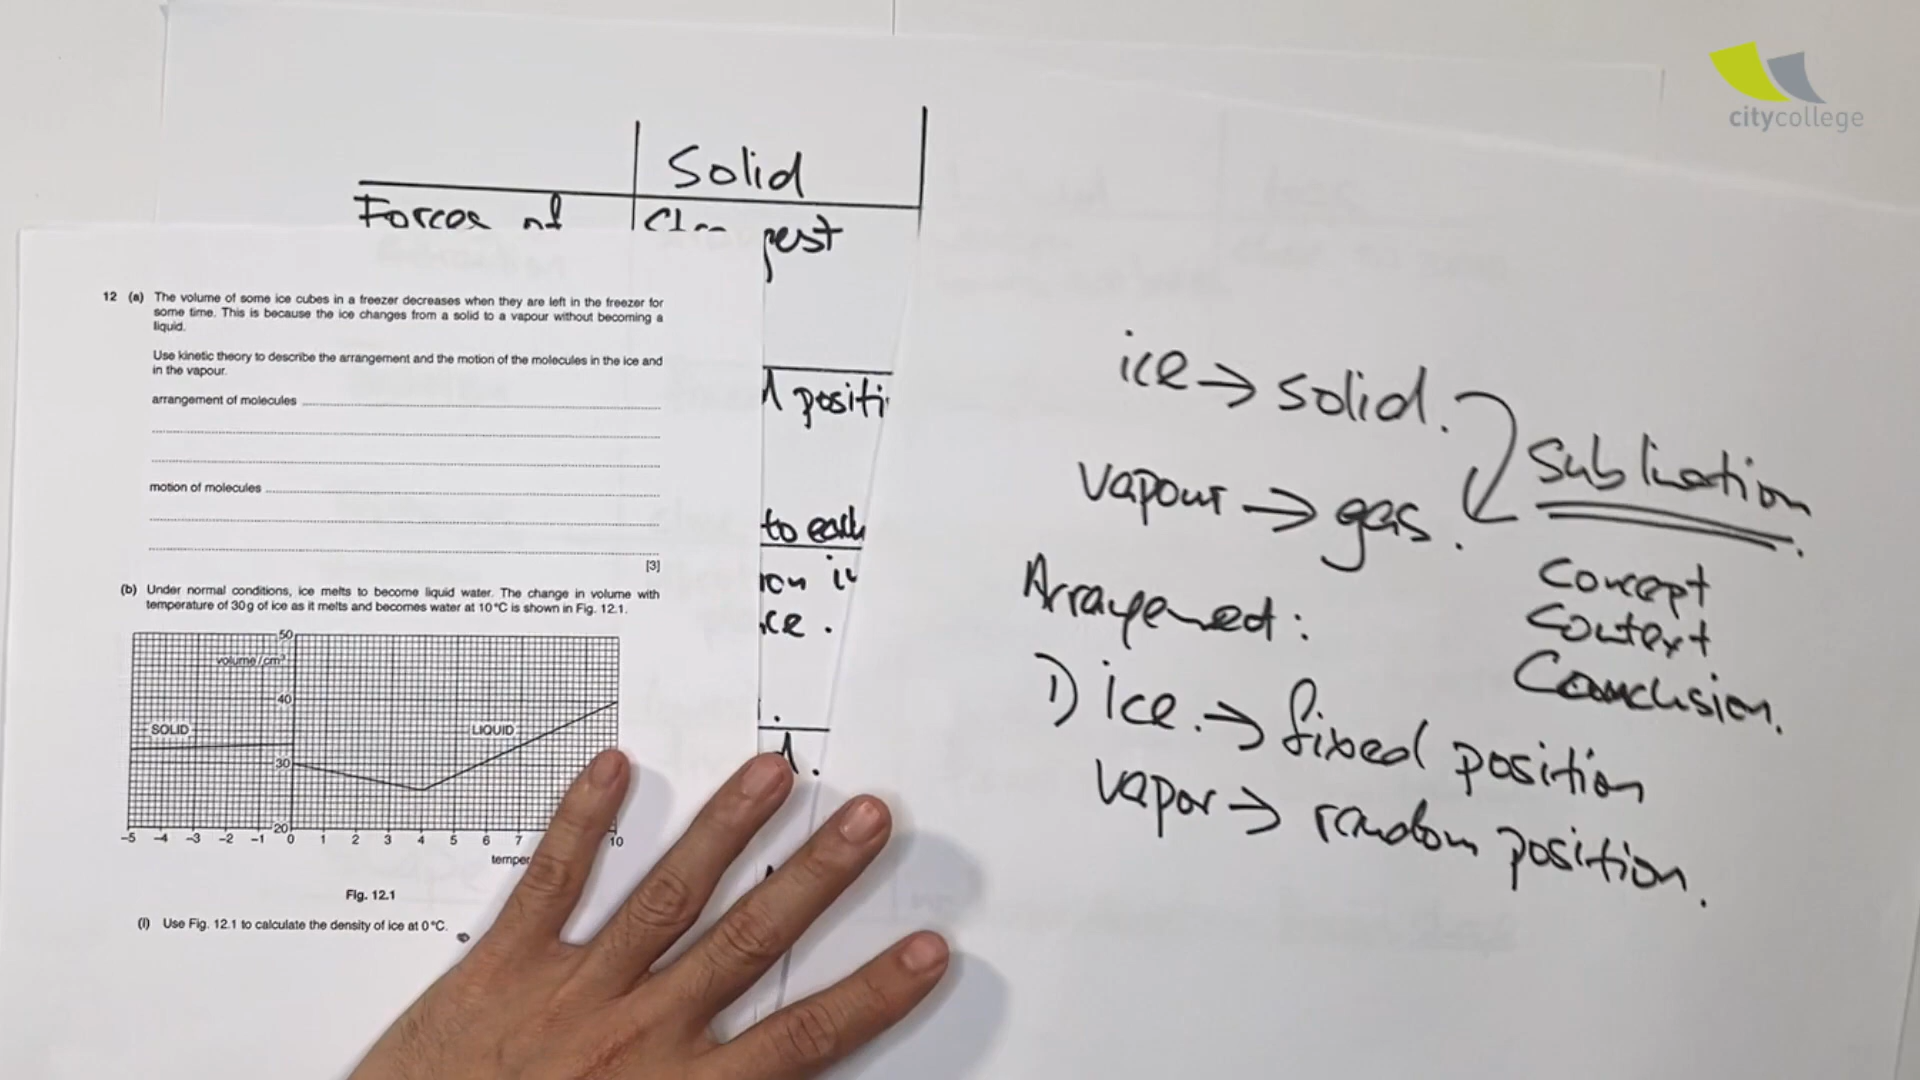 citycollege
Solid
Forces of
pest
12 (a) The volume of some ice cubes in a freezer decreases when they are left in the freezer for
some time. This is because the ice changes from a solid to a vapour without becoming a
liquid.
Use kinetic theory to describe the arrangement and the motion of the molecules in the ice and
in the vapour.
arrangement of molecules
motion of molecules
[3]
(b) Under normal conditions, ice melts to become liquid water. The change in volume with
temperature of 30g of ice as it melts and becomes water at 10°C is shown in Fig. 12.1.
50
volume/cm³
40
SOLID
LIQUID
30
20
-5 -4 -3 -2 -1 0 1 2 3 4 5 6 7 10
temper
Fig. 12.1
(i) Use Fig. 12.1 to calculate the density of ice at 0°C.
positi
to each
ion in
ce.
d.
ice → solid.
Sublimation
vapour → gas.
Concept
Context
Conclusion.
Arrangement:
1) ice. → fixed position
vapor → random position.